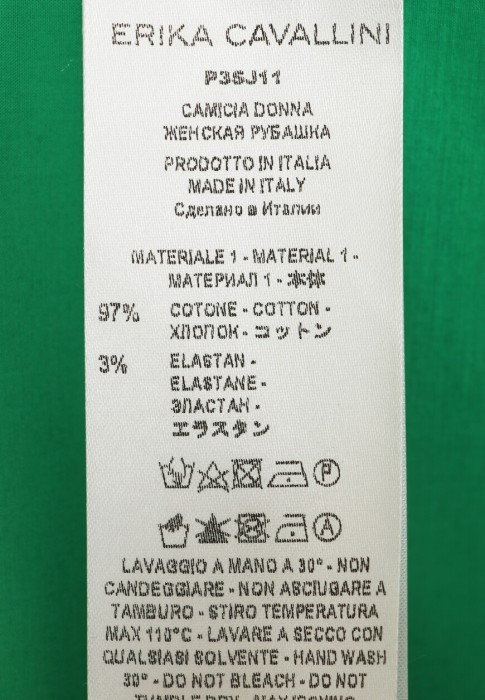 ERIKA CAVALLINI
P3SJ11
CAMICIA DONNA
ЖЕНСКАЯ РУБАШКА
PRODOTTO IN ITALIA
MADE IN ITALY
Сделано в Италии
MATERIALE 1 - MATERIAL 1 -
МАТЕРИАЛ 1 -
97% COTONE - COTTON -
ХЛОПОК - コットン
3% ELASTAN -
ELASTANE -
ЭЛАСТАН -
エラスタン
P
A
LAVAGGIO A MANO A 30° - NON
CANDEGGIARE - NON ASCIUGARE A
TAMBURO - STIRO TEMPERATURA
MAX 110°C - LAVARE A SECCO CON
QUALSIASI SOLVENTE - HAND WASH
30° - DO NOT BLEACH - DO NOT